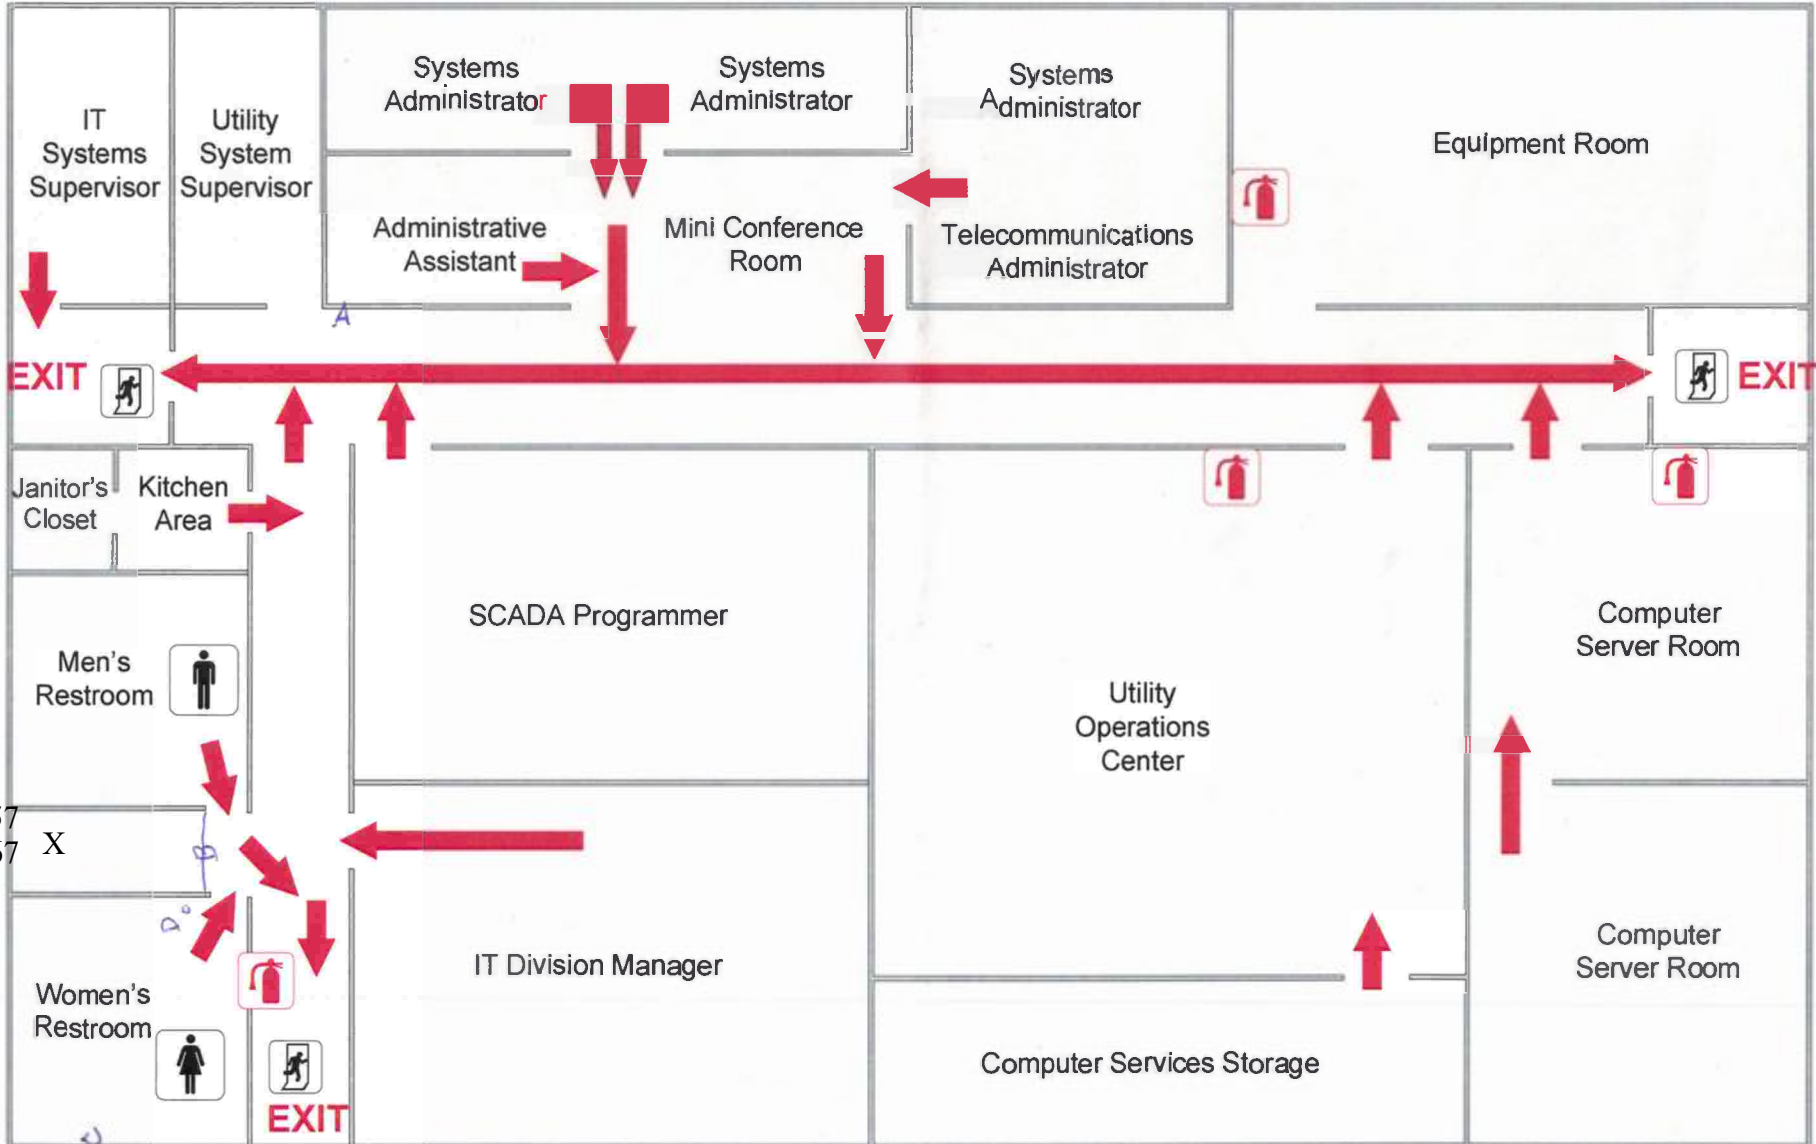 IT
Systems
Supervisor
Utility
System
Supervisor
Systems
Administrator
Systems
Administrator
Systems
Administrator
Equipment Room
Administrative
Assistant
Mini Conference
Room
Telecommunications
Administrator
A
EXIT
EXIT
Janitor's
Closet
Kitchen
Area
SCADA Programmer
Computer
Server Room
Men's
Restroom
Utility
Operations
Center
X
B
D
IT Division Manager
Computer
Server Room
Women's
Restroom
Computer Services Storage
EXIT
C